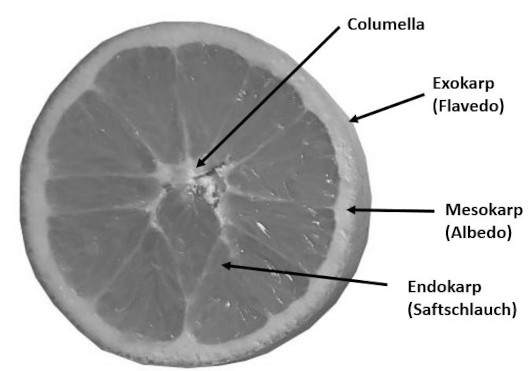 Columella
Exokarp
(Flavedo)
Mesokarp
(Albedo)
Endokarp
(Saftschlauch)